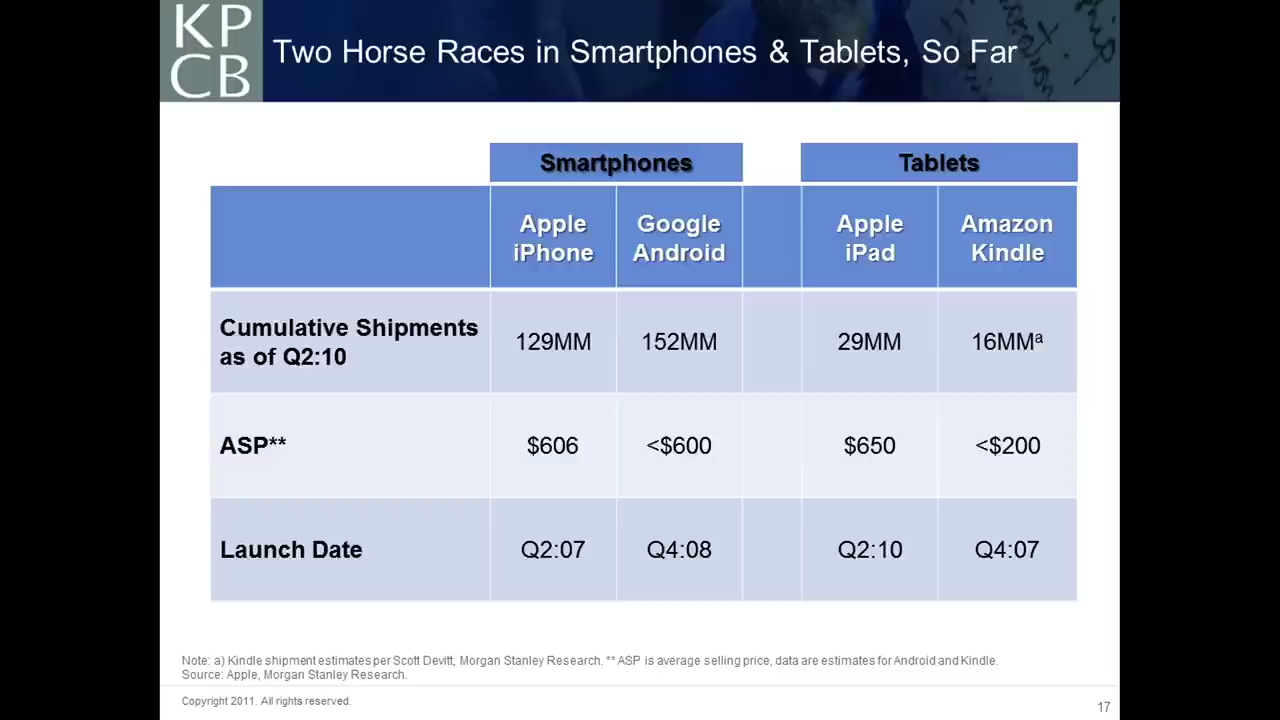 KP
CB
Two Horse Races in Smartphones & Tablets, So Far
Smartphones Tablets
Apple iPhone Google Android Apple iPad Amazon Kindle
Cumulative Shipments as of Q2:10 129MM 152MM 29MM 16MMᵃ
ASP** $606 <$600 $650 <$200
Launch Date Q2:07 Q4:08 Q2:10 Q4:07
Note: a) Kindle shipment estimates per Scott Devitt, Morgan Stanley Research. ** ASP is average selling price, data are estimates for Android and Kindle.
Source: Apple, Morgan Stanley Research.
Copyright 2011. All rights reserved.
17